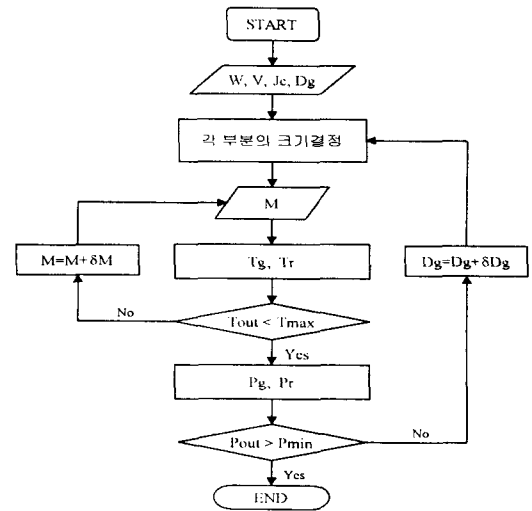 START
W, V, Jc, Dg
각 부분의 크기결정
M
M=M+δM
Tg, Tr
Dg=Dg+δDg
No
Tout < Tmax
Yes
Pg, Pr
Pout > Pmin
No
Yes
END